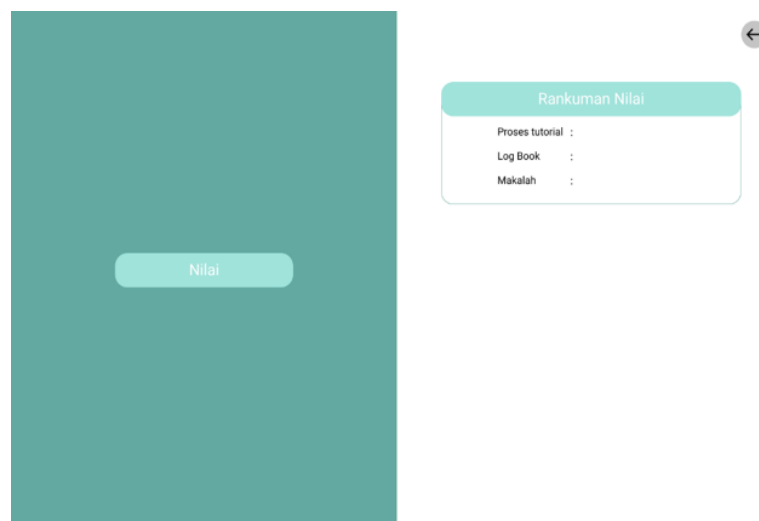 Nilai
Rankuman Nilai
Proses tutorial :
Log Book :
Makalah :